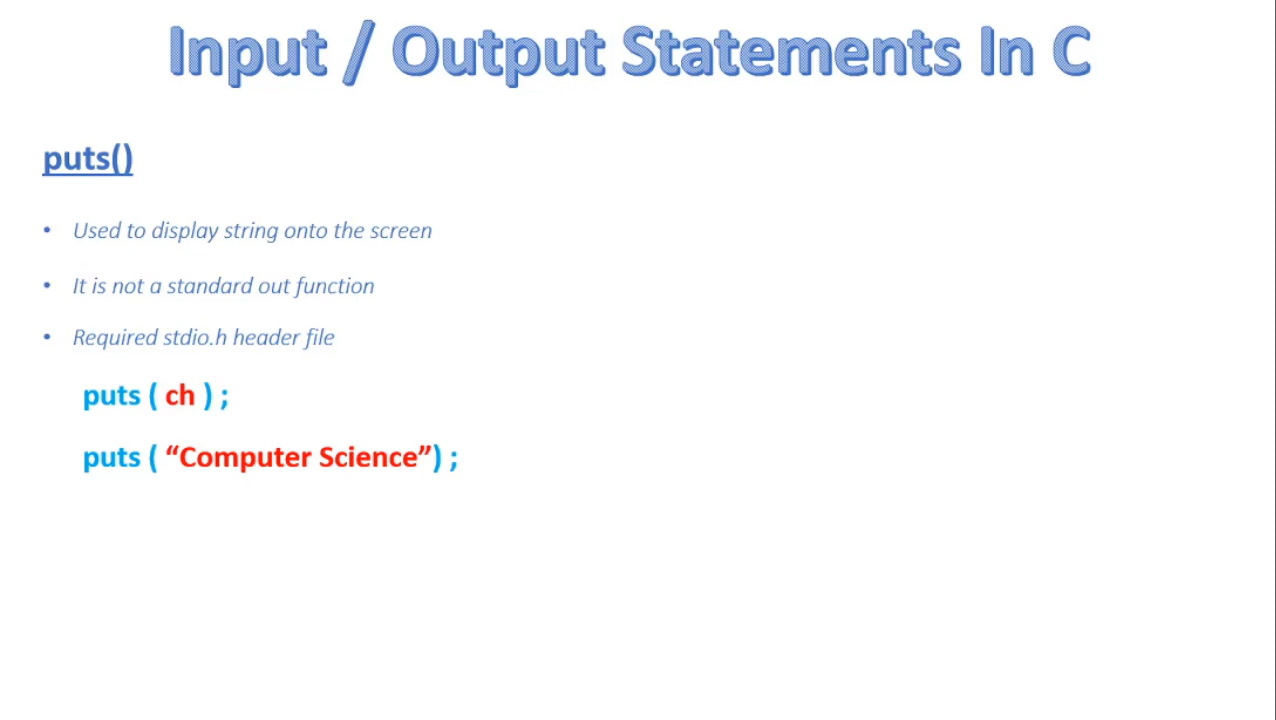 Input / Output Statements In C
puts()
• Used to display string onto the screen
• It is not a standard out function
• Required stdio.h header file
puts ( ch ) ;
puts ( “Computer Science”) ;